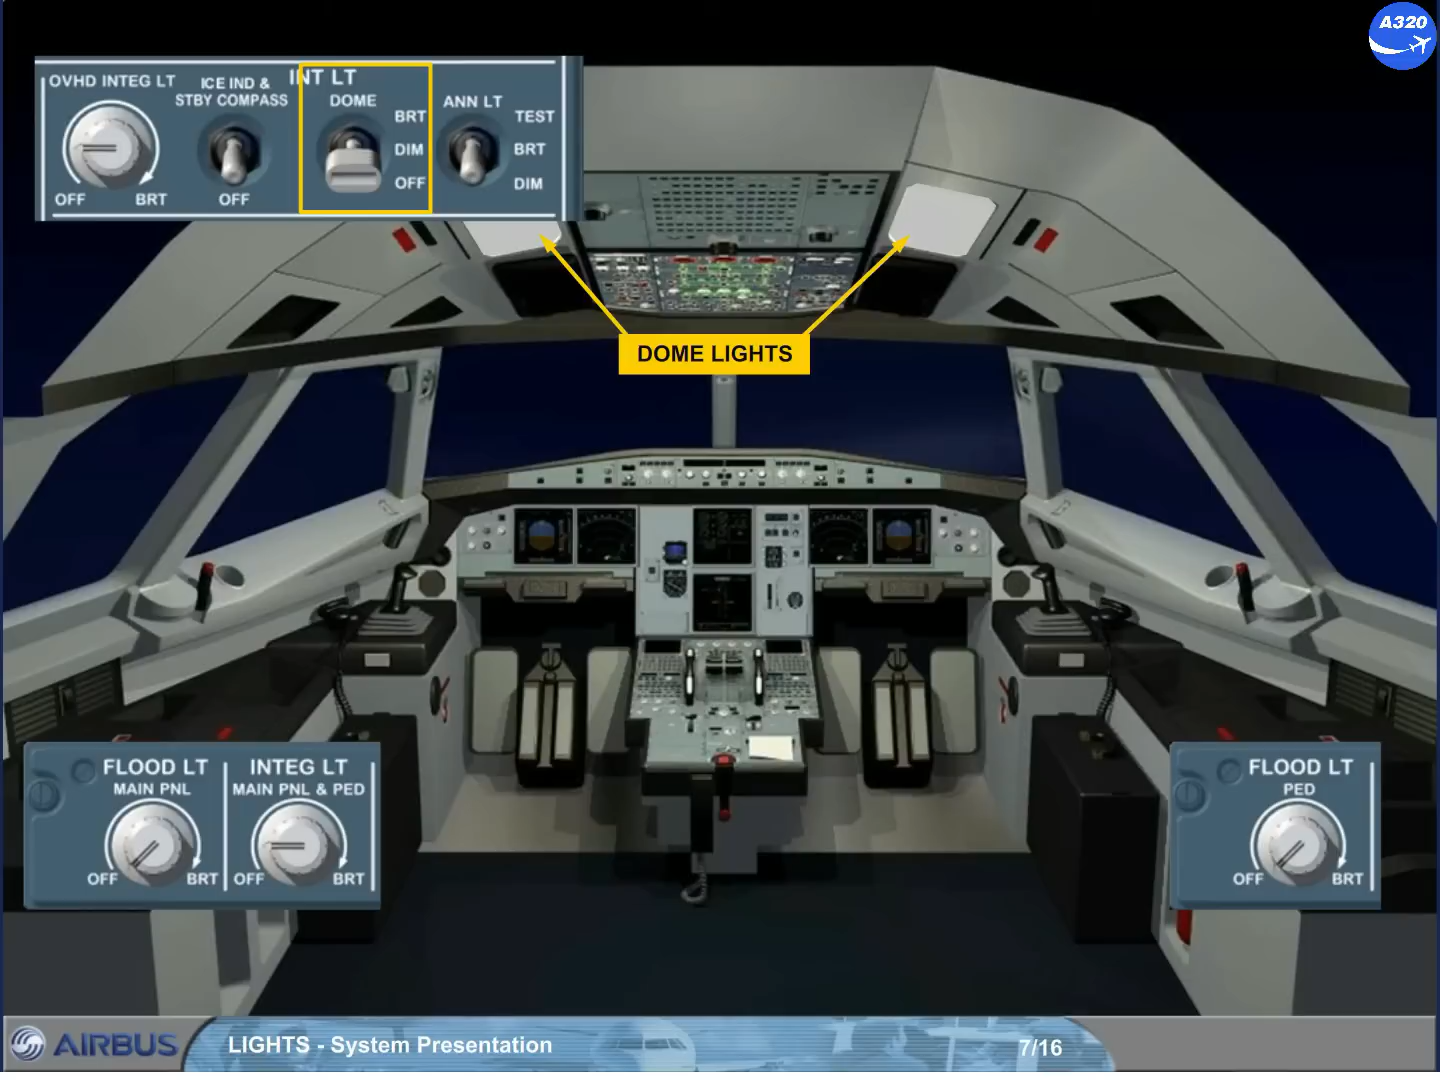 A320
INT LT
OVHD INTEG LT
ICE IND &
STBY COMPASS
DOME
ANN LT
BRT
TEST
DIM
BRT
OFF
DIM
OFF
BRT
OFF
DOME LIGHTS
FLOOD LT
MAIN PNL
OFF
BRT
INTEG LT
MAIN PNL & PED
OFF
BRT
FLOOD LT
PED
OFF
BRT
AIRBUS
LIGHTS - System Presentation
7/16